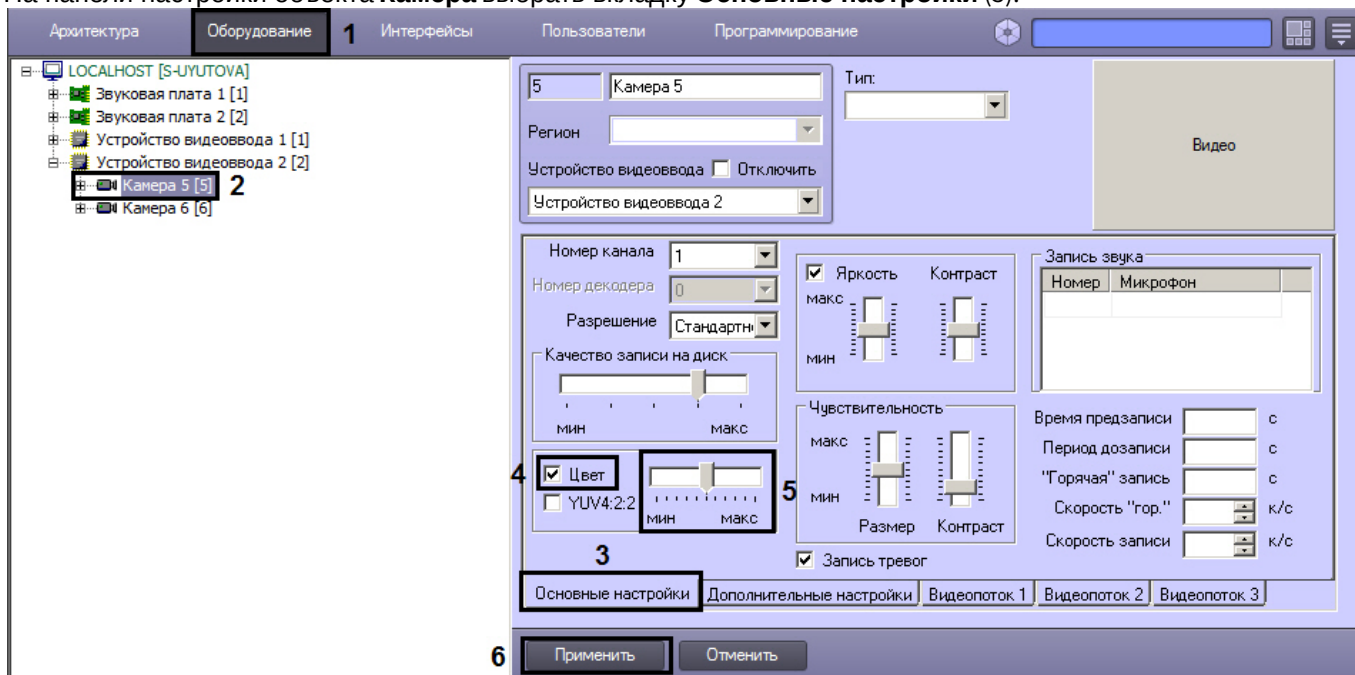 На панели настройки объекта Камера выбрать вкладку Основные настройки (3).
Архитектура Оборудование 1 Интерфейсы Пользователи Программирование
LOCALHOST [S-UYUTOVA]
Звуковая плата 1 [1]
Звуковая плата 2 [2]
Устройство видеоввода 1 [1]
Устройство видеоввода 2 [2]
Камера 5 [5] 2
Камера 6 [6]
5 Камера 5
Тип:
Регион
Устройство видеоввода Отключить
Устройство видеоввода 2
Видео
Номер канала 1
Номер декодера 0
Разрешение Стандартн
Качество записи на диск
мин макс
4 Цвет
YUV4:2:2
мин макс
5
3
Яркость Контраст
макс
мин
Чувствительность
макс
мин
Размер Контраст
Запись тревог
Запись звука
Номер Микрофон
Время предзаписи с
Период дозаписи с
"Горячая" запись с
Скорость "гор." к/с
Скорость записи к/с
Основные настройки Дополнительные настройки Видеопоток 1 Видеопоток 2 Видеопоток 3
6 Применить Отменить